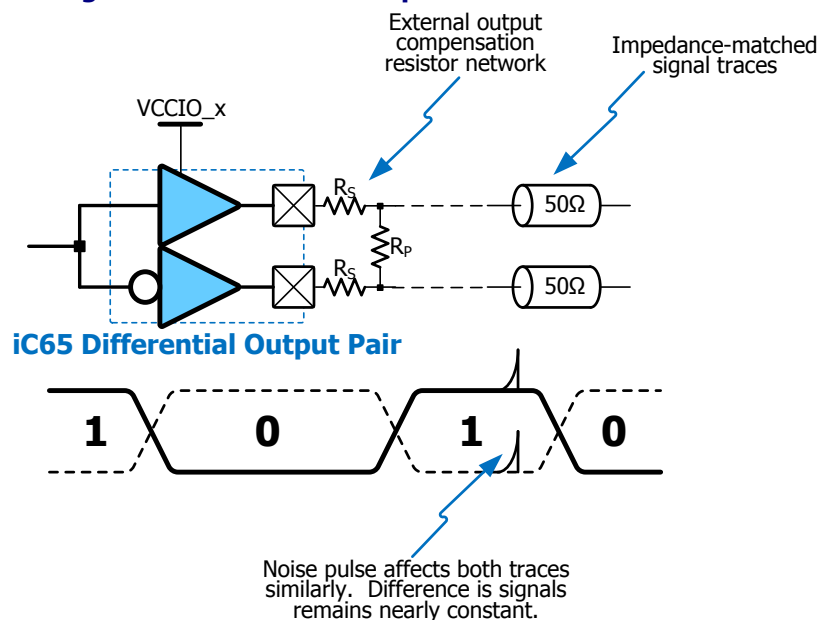 External output
compensation
resistor network
Impedance-matched
signal traces
VCCIO_x
RS
50Ω
RP
RS
50Ω
iC65 Differential Output Pair
1 0 1 0
Noise pulse affects both traces
similarly. Difference is signals
remains nearly constant.